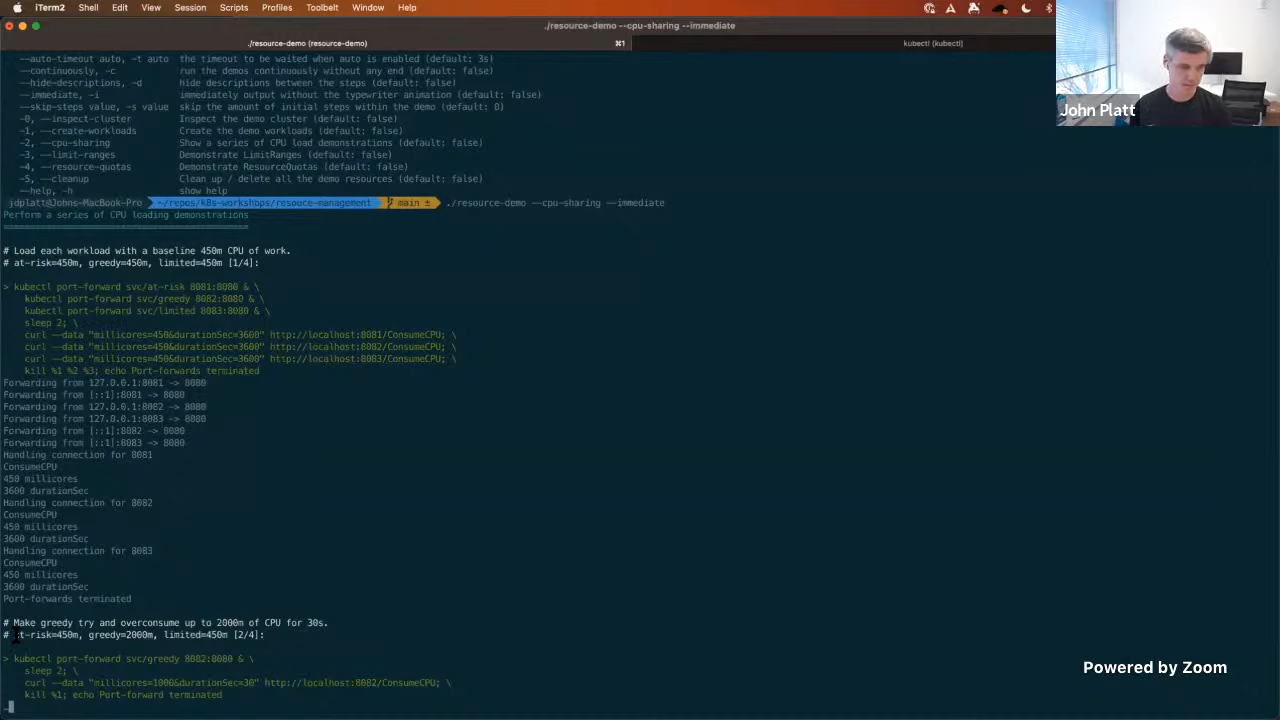 iTerm2 Shell Edit View Session Scripts Profiles Toolbelt Window Help
./resource-demo --cpu-sharing --immediate
./resource-demo (resource-demo) ⌘1 kubectl (kubectl)
--auto-timeout auto, -t auto the timeout to be waited when auto is enabled (default: 3s)
--continuously, -c run the demos continuously without any end (default: false)
--hide-descriptions, -d hide descriptions between the steps (default: false)
--immediate, -i immediately output without the typewriter animation (default: false)
--skip-steps value, -s value skip the amount of initial steps within the demo (default: 0)
-0, --inspect-cluster Inspect the demo cluster (default: false)
-1, --create-workloads Create the demo workloads (default: false)
-2, --cpu-sharing Show a series of CPU load demonstrations (default: false)
-3, --limit-ranges Demonstrate LimitRanges (default: false)
-4, --resource-quotas Demonstrate ResourceQuotas (default: false)
-5, --cleanup Clean up / delete all the demo resources (default: false)
--help, -h show help
jdplatt@Johns-MacBook-Pro ~/repos/k8s-workshops/resouce-management main ± ./resource-demo --cpu-sharing --immediate
Perform a series of CPU loading demonstrations
==============================================
# Load each workload with a baseline 450m CPU of work.
# at-risk=450m, greedy=450m, limited=450m [1/4]:
> kubectl port-forward svc/at-risk 8081:8080 & \
kubectl port-forward svc/greedy 8082:8080 & \
kubectl port-forward svc/limited 8083:8080 & \
sleep 2; \
curl --data "millicores=450&durationSec=3600" http://localhost:8081/ConsumeCPU; \
curl --data "millicores=450&durationSec=3600" http://localhost:8082/ConsumeCPU; \
curl --data "millicores=450&durationSec=3600" http://localhost:8083/ConsumeCPU; \
kill %1 %2 %3; echo Port-forwards terminated
Forwarding from 127.0.0.1:8081 -> 8080
Forwarding from [::1]:8081 -> 8080
Forwarding from 127.0.0.1:8082 -> 8080
Forwarding from 127.0.0.1:8083 -> 8080
Forwarding from [::1]:8082 -> 8080
Forwarding from [::1]:8083 -> 8080
Handling connection for 8081
ConsumeCPU
450 millicores
3600 durationSec
Handling connection for 8082
ConsumeCPU
450 millicores
3600 durationSec
Handling connection for 8083
ConsumeCPU
450 millicores
3600 durationSec
Port-forwards terminated
# Make greedy try and overconsume up to 2000m of CPU for 30s.
# at-risk=450m, greedy=2000m, limited=450m [2/4]:
> kubectl port-forward svc/greedy 8082:8080 & \
sleep 2; \
curl --data "millicores=1000&durationSec=30" http://localhost:8082/ConsumeCPU; \
kill %1; echo Port-forward terminated
John Platt
Powered by Zoom